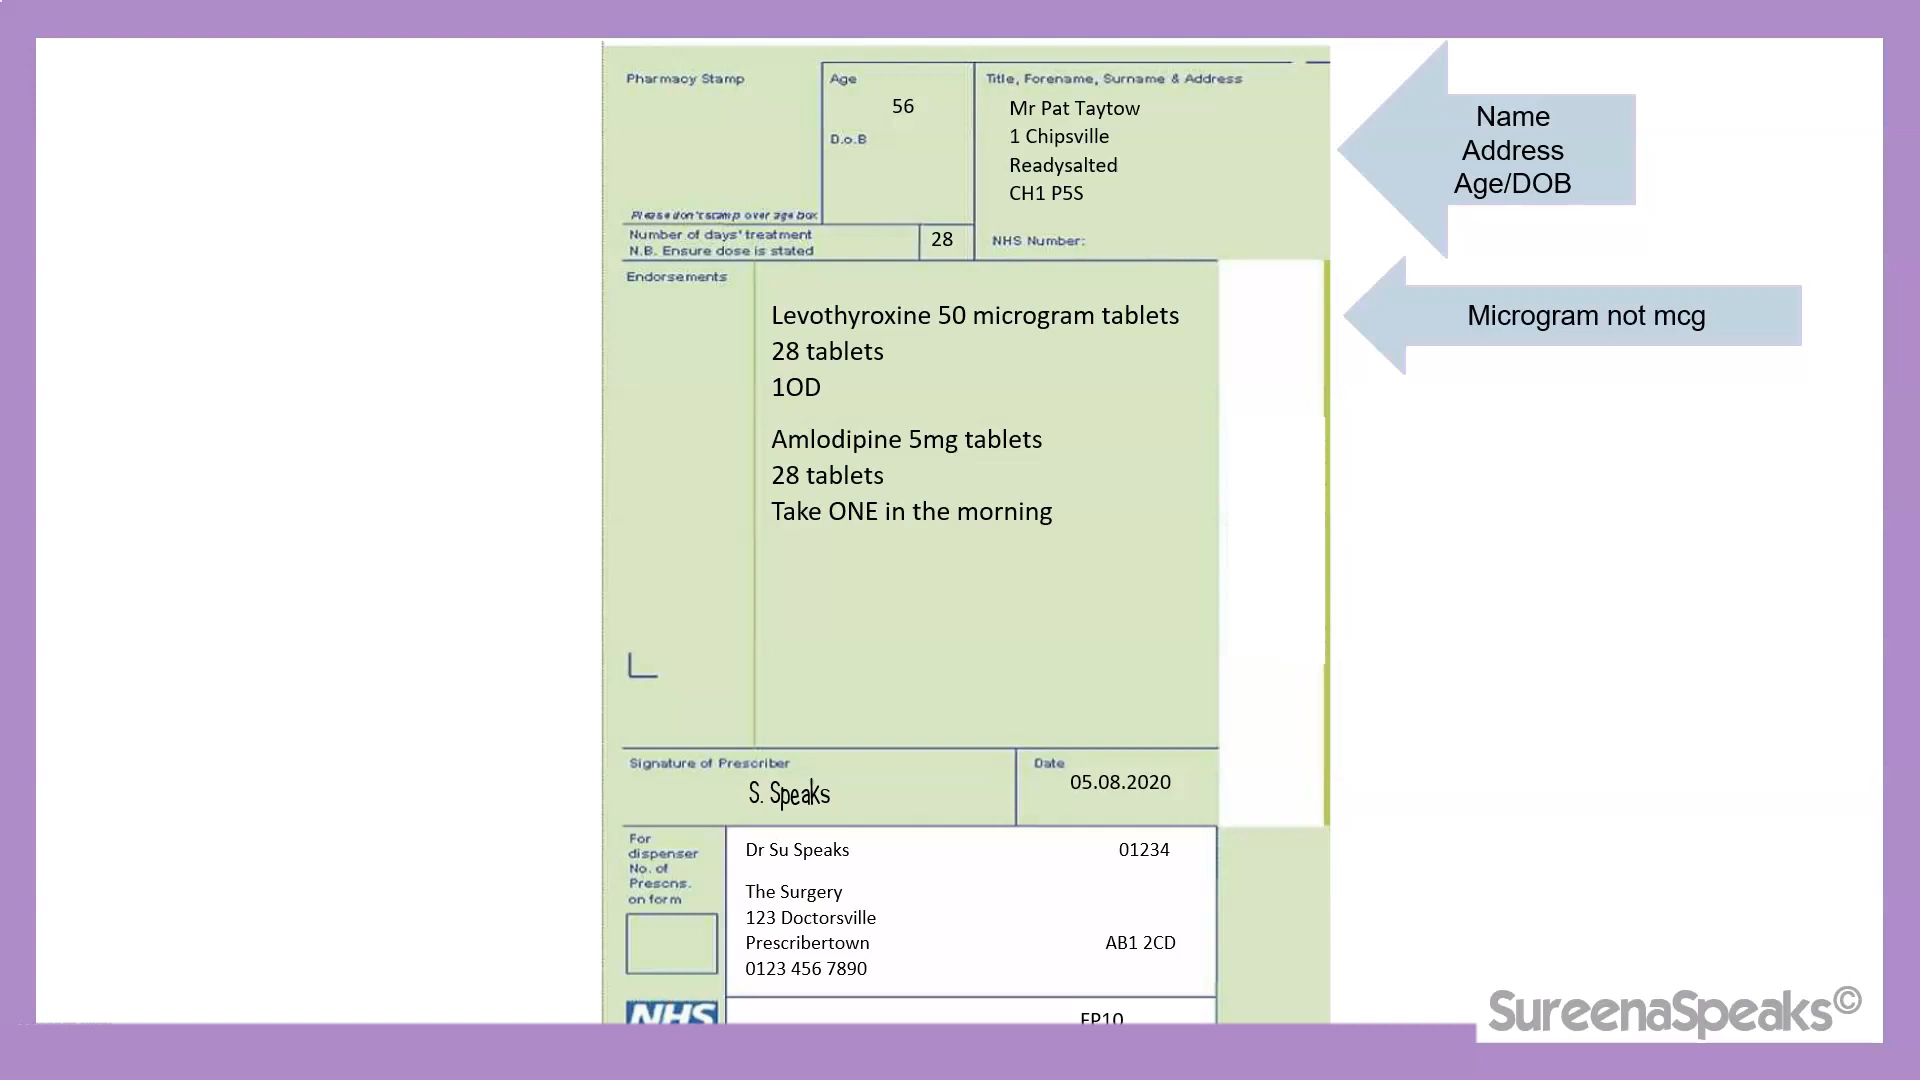 Pharmacy Stamp
Age
56
D.o.B
Title, Forename, Surname & Address
Mr Pat Taytow
1 Chipsville
Readysalted
CH1 P5S
Please don't stamp over age box
Number of days' treatment
N.B. Ensure dose is stated
28
NHS Number:
Endorsements
Levothyroxine 50 microgram tablets
28 tablets
1OD
Amlodipine 5mg tablets
28 tablets
Take ONE in the morning
Signature of Prescriber
S. Speaks
Date
05.08.2020
For
dispenser
No. of
Prescns.
on form
Dr Su Speaks 01234
The Surgery
123 Doctorsville
Prescribertown AB1 2CD
0123 456 7890
NHS
FP10
Name
Address
Age/DOB
Microgram not mcg
SureenaSpeaks©